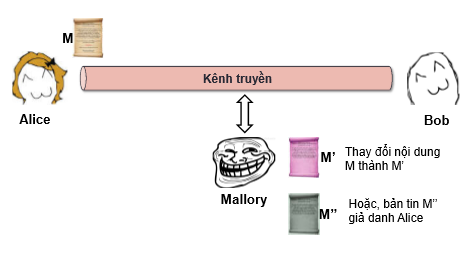 M
Kênh truyền
Alice
Bob
M’
Thay đổi nội dung
M thành M’
Mallory
M”
Hoặc, bản tin M”
giả danh Alice